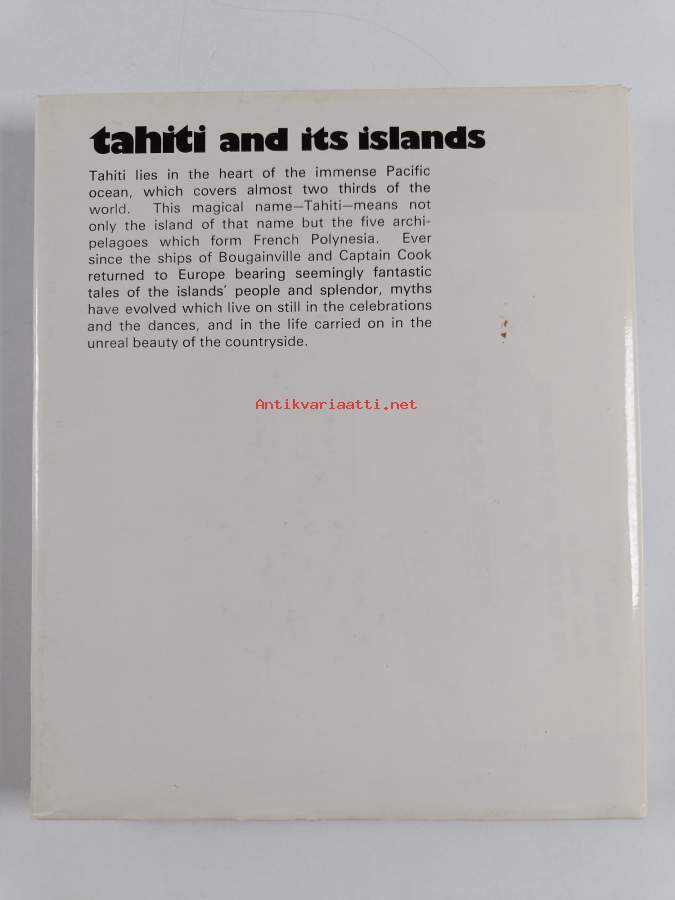 tahiti and its islands
Tahiti lies in the heart of the immense Pacific
ocean, which covers almost two thirds of the
world. This magical name—Tahiti—means not
only the island of that name but the five archi-
pelagoes which form French Polynesia. Ever
since the ships of Bougainville and Captain Cook
returned to Europe bearing seemingly fantastic
tales of the islands' people and splendor, myths
have evolved which live on still in the celebrations
and the dances, and in the life carried on in the
unreal beauty of the countryside.
Antikvariaatti.net